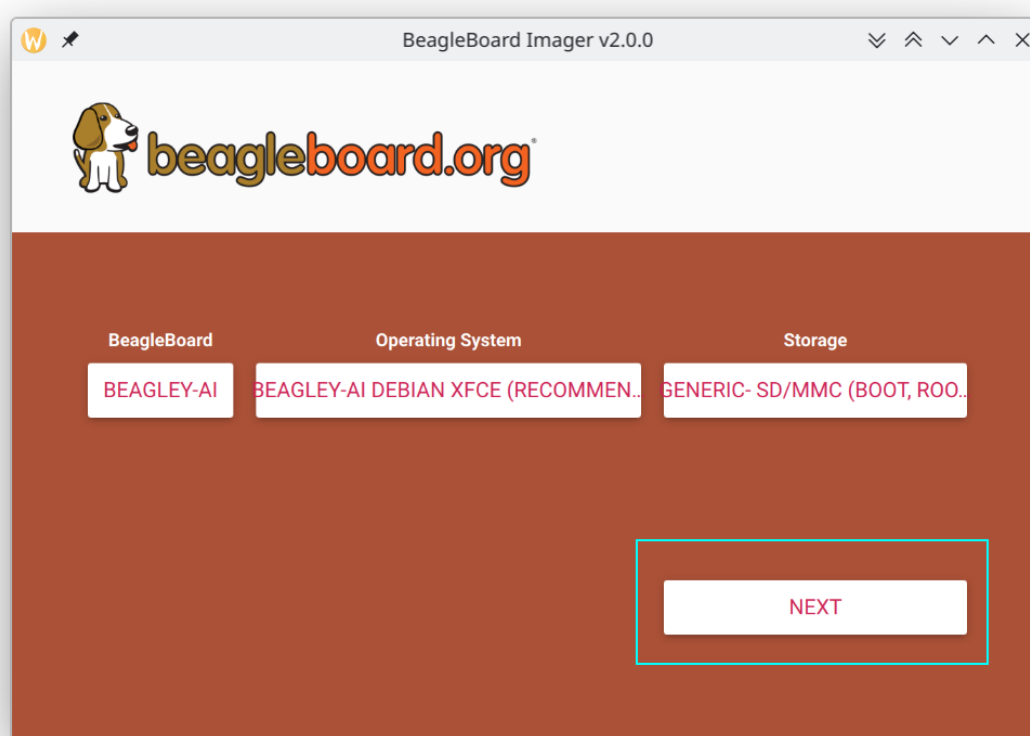 BeagleBoard Imager v2.0.0
beagleboard.org®
BeagleBoard Operating System Storage
BEAGLEY-AI BEAGLEY-AI DEBIAN XFCE (RECOMMEN.. GENERIC- SD/MMC (BOOT, ROO..
NEXT